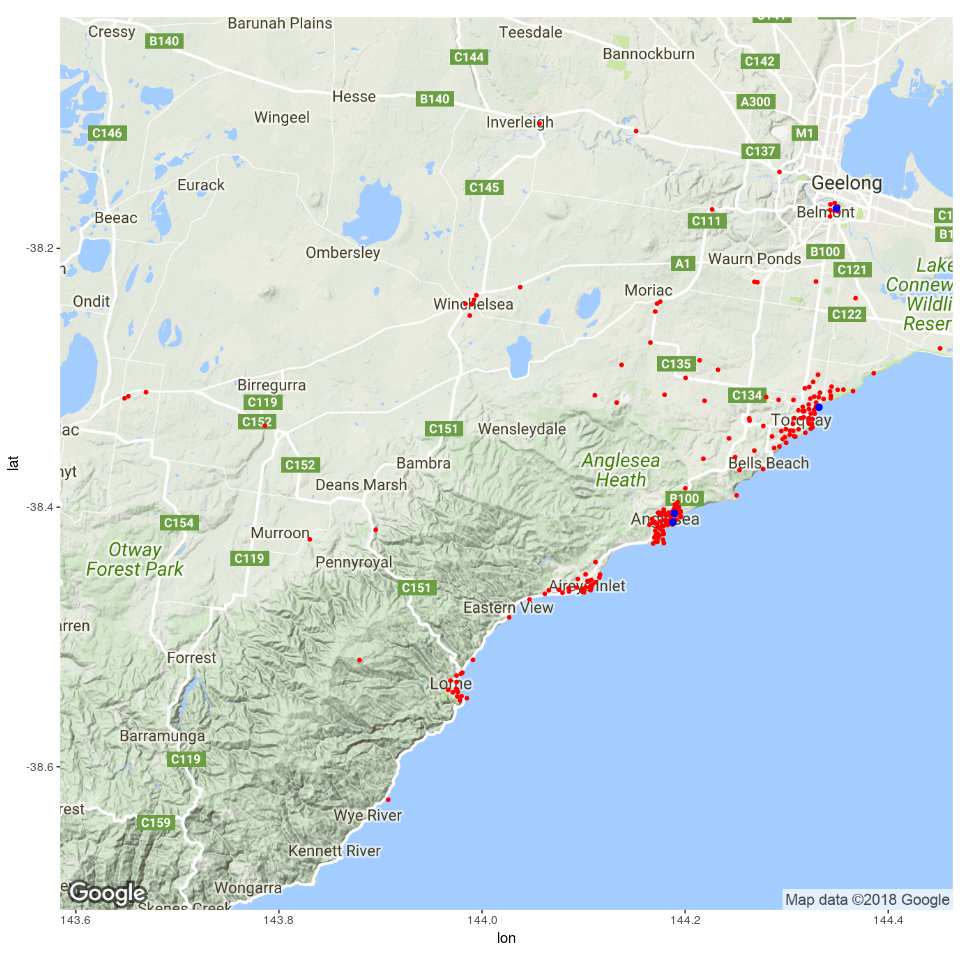 Cressy
Barunah Plains
Teesdale
B140
C144
Bannockburn
C142
Hesse
B140
A300
Wingeel
Inverleigh
C146
M1
C137
Eurack
C145
Geelong
Beeac
Belmont
C111
-38.2
Ombersley
B100
Waurn Ponds
A1
C121
Lake
Connew
Wildli
Reser
Ondit
Winchelsea
Moriac
C122
C135
Birregurra
C119
C134
C152
C151
Wensleydale
Torquay
ac
lat
C152
Bambra
Anglesea
Heath
Bells Beach
nyt
Deans Marsh
B100
-38.4
C154
Anglesea
Murroon
Otway
Forest Park
C119
Pennyroyal
C151
Aireys Inlet
Eastern View
rren
Forrest
Lorne
Barramunga
C119
-38.6
rest
C159
Wye River
Kennett River
Wongarra
Google
Skenes Creek
Map data ©2018 Google
143.6
143.8
144.0
144.2
144.4
lon